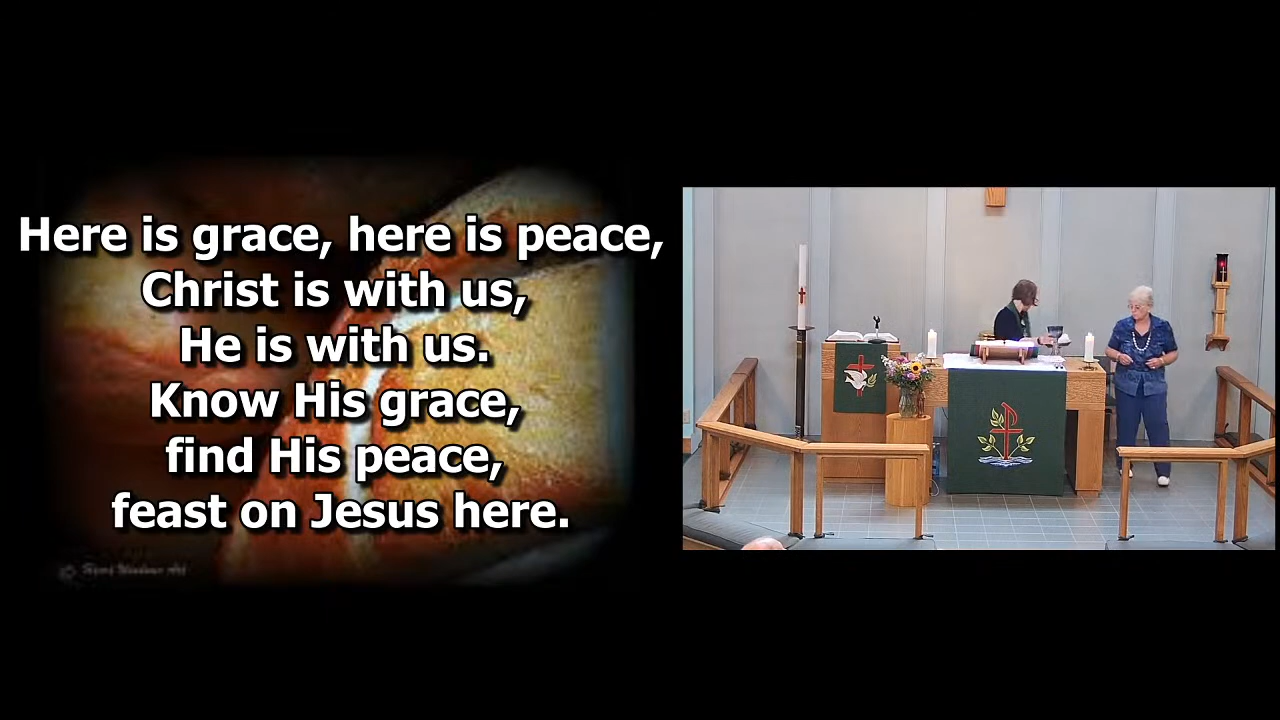 Here is grace, here is peace,
Christ is with us,
He is with us.
Know His grace,
find His peace,
feast on Jesus here.